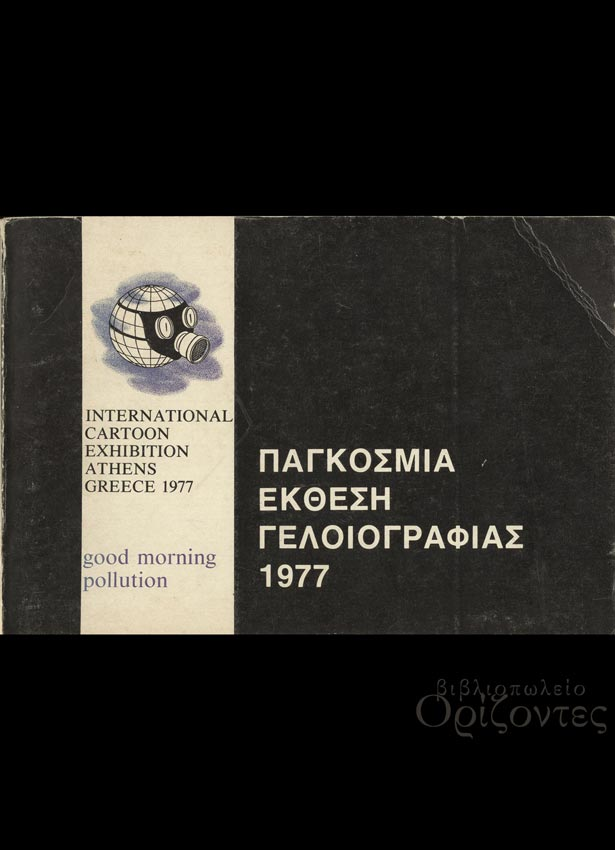 INTERNATIONAL
CARTOON
EXHIBITION
ATHENS
GREECE 1977
good morning
pollution
ΠΑΓΚΟΣΜΙΑ
ΕΚΘΕΣΗ
ΓΕΛΟΙΟΓΡΑΦΙΑΣ
1977
βιβλιοπωλείο
Ορίζοντες